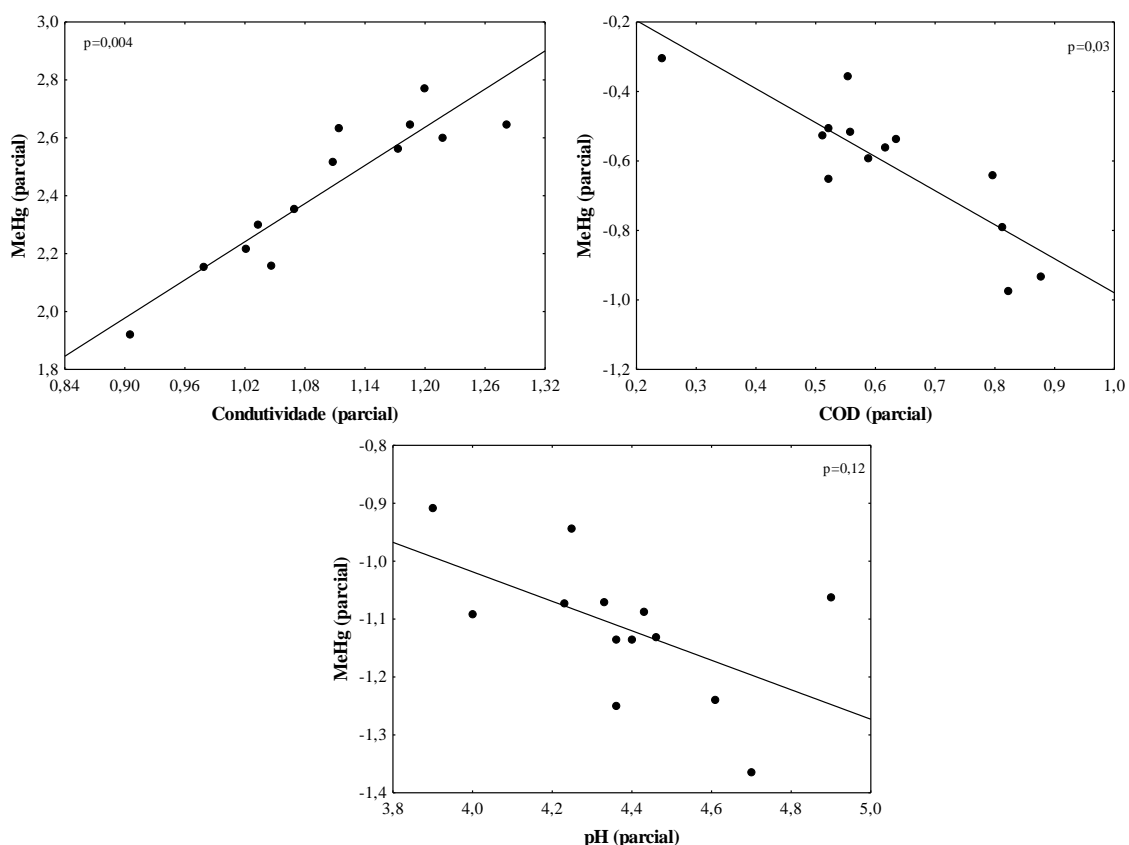 3,0
2,8
2,6
2,4
2,2
2,0
1,8
MeHg (parcial)
p=0,004
0,84 0,90 0,96 1,02 1,08 1,14 1,20 1,26 1,32
Condutividade (parcial)
-0,2
-0,4
-0,6
-0,8
-1,0
-1,2
MeHg (parcial)
p=0,03
0,2 0,3 0,4 0,5 0,6 0,7 0,8 0,9 1,0
COD (parcial)
-0,8
-0,9
-1,0
-1,1
-1,2
-1,3
-1,4
MeHg (parcial)
p=0,12
3,8 4,0 4,2 4,4 4,6 4,8 5,0
pH (parcial)